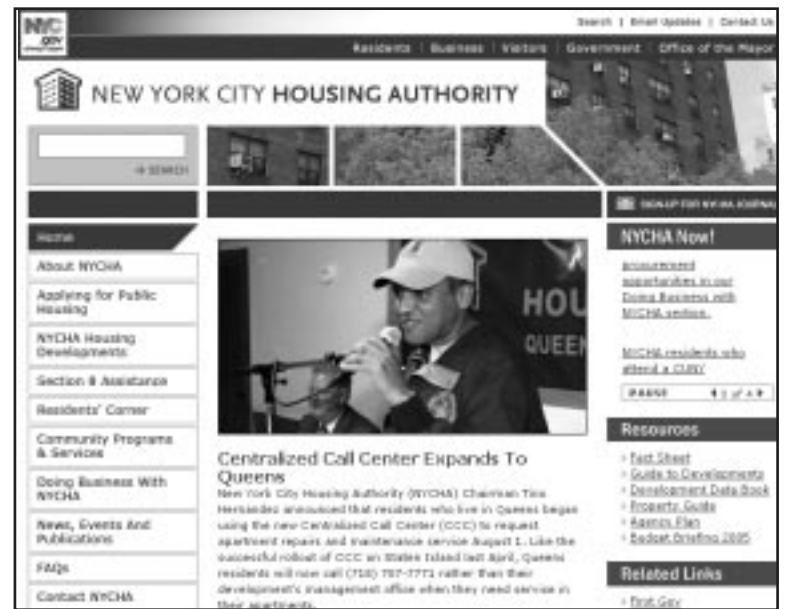 NYC
gov
Search | Email Updates | Contact Us
Residents | Business | Visitors | Government | Office of the Mayor
NEW YORK CITY HOUSING AUTHORITY
SEARCH
SIGN-UP FOR NYCHA JOURNAL
Home
About NYCHA
Applying for Public
Housing
NYCHA Housing
Developments
Section 8 Assistance
Residents' Corner
Community Programs
& Services
Doing Business With
NYCHA
News, Events And
Publications
FAQs
Contact NYCHA
HOU
QUEEN
Centralized Call Center Expands To
Queens
New York City Housing Authority (NYCHA) Chairman Tino
Hernandez announced that residents who live in Queens began
using the new Centralized Call Center (CCC) to request
apartment repairs and maintenance service August 1. Like the
successful rollout of CCC on Staten Island last April, Queens
residents will now call (718) 707-7771 rather than their
development's management office when they need service in
their apartments.
NYCHA Now!
procurement
opportunities in our
Doing Business with
NYCHA section.
NYCHA residents who
attend a CUNY
PAUSE of 4
Resources
Fact Sheet
Guide to Developments
Development Data Book
Property Guide
Agency Plan
Budget Briefing 2005
Related Links
First Gov